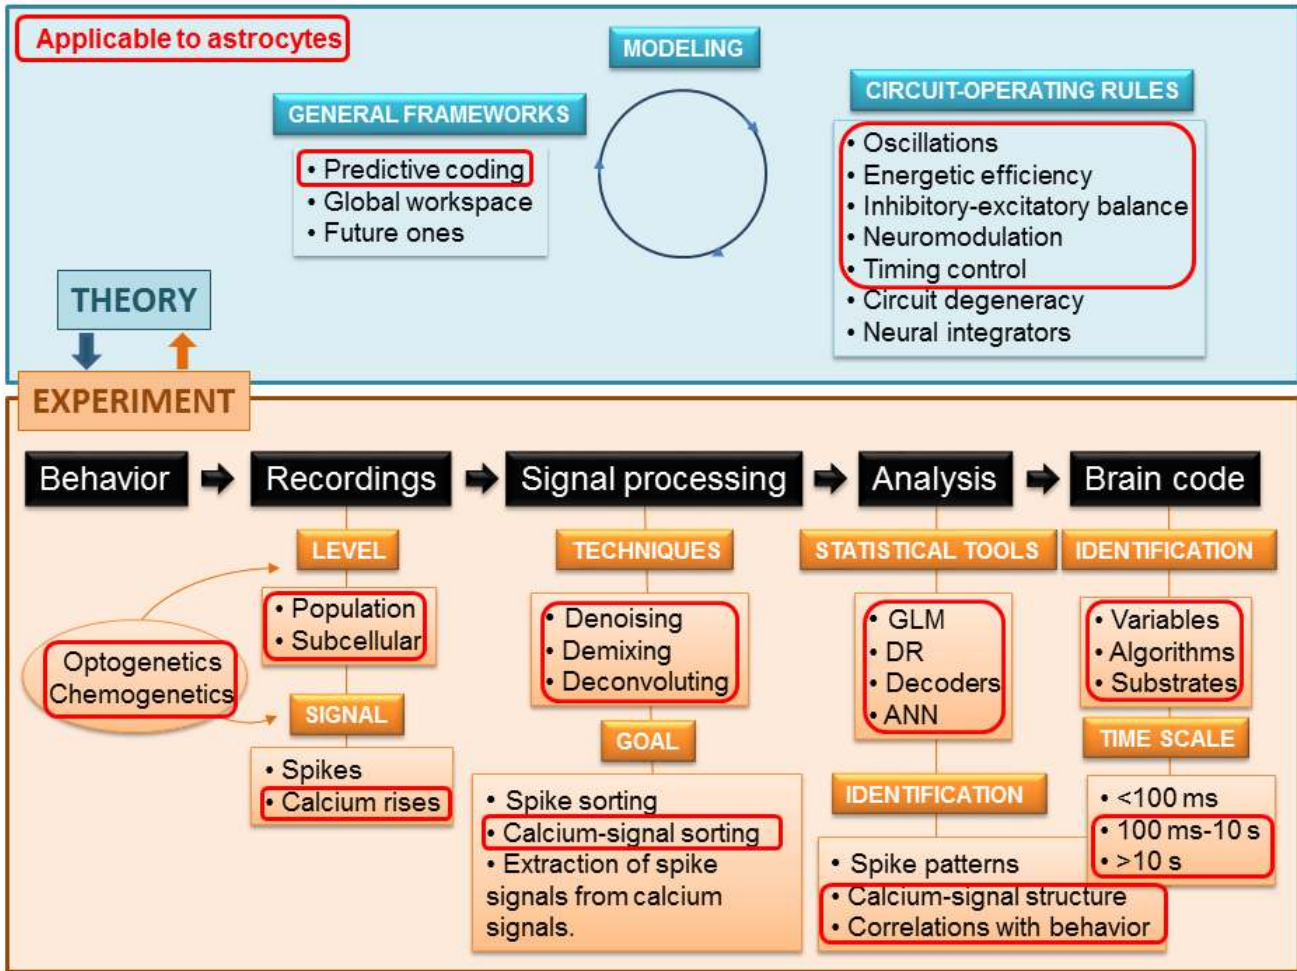 Applicable to astrocytes
MODELING
GENERAL FRAMEWORKS
• Predictive coding
• Global workspace
• Future ones
CIRCUIT-OPERATING RULES
• Oscillations
• Energetic efficiency
• Inhibitory-excitatory balance
• Neuromodulation
• Timing control
• Circuit degeneracy
• Neural integrators
THEORY
EXPERIMENT
Behavior
Recordings
Signal processing
Analysis
Brain code
Optogenetics
Chemogenetics
LEVEL
• Population
• Subcellular
SIGNAL
• Spikes
• Calcium rises
TECHNIQUES
• Denoising
• Demixing
• Deconvoluting
GOAL
• Spike sorting
• Calcium-signal sorting
• Extraction of spike
signals from calcium
signals.
STATISTICAL TOOLS
• GLM
• DR
• Decoders
• ANN
IDENTIFICATION
• Spike patterns
• Calcium-signal structure
• Correlations with behavior
IDENTIFICATION
• Variables
• Algorithms
• Substrates
TIME SCALE
• <100 ms
• 100 ms-10 s
• >10 s